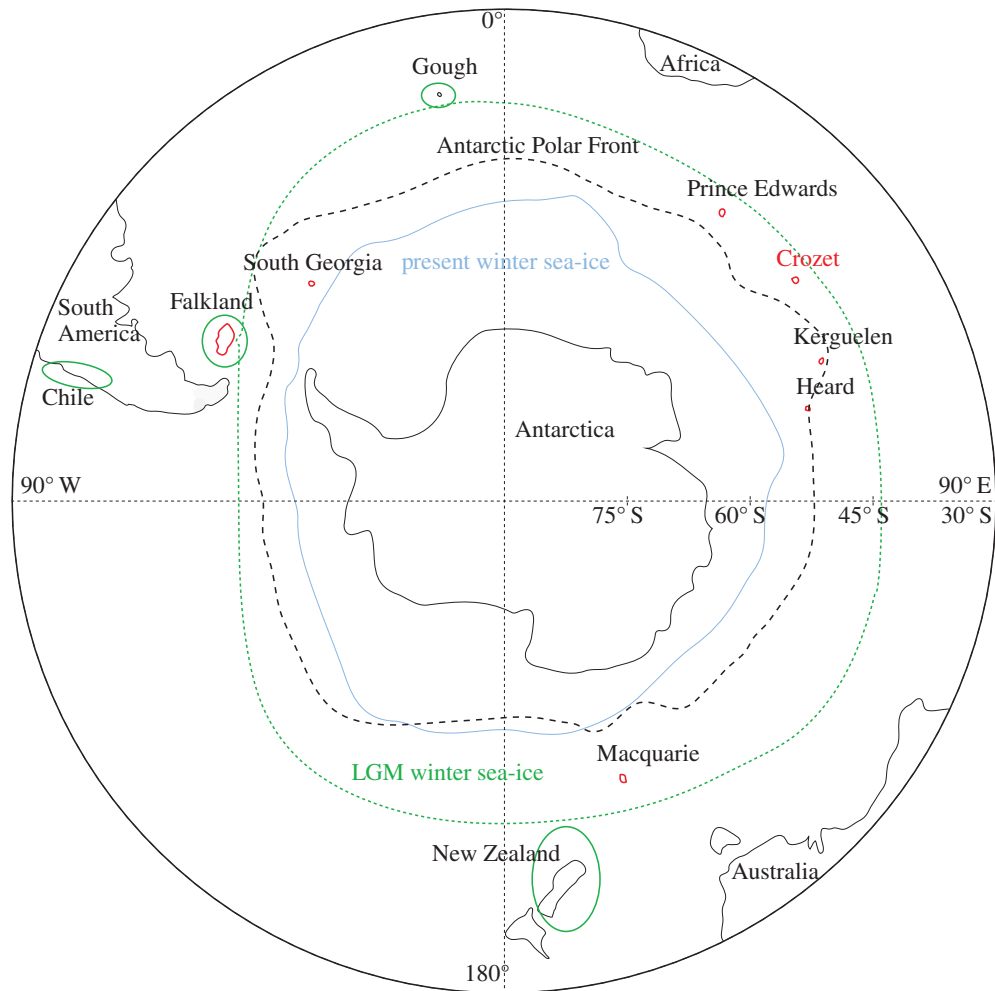 0°
Africa
Gough
Antarctic Polar Front
Prince Edwards
South Georgia
present winter sea-ice
Crozet
Falkland
South
America
Kerguelen
Heard
Chile
Antarctica
90° W
90° E
75° S
60° S
45° S
30° S
Macquarie
LGM winter sea-ice
New Zealand
Australia
180°